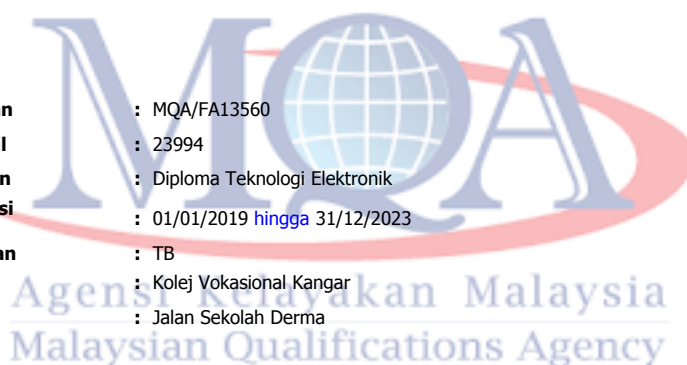 MQA
an : MQA/FA13560
l : 23994
n : Diploma Teknologi Elektronik
si : 01/01/2019 hingga 31/12/2023
an : TB
: Kolej Vokasional Kangar
: Jalan Sekolah Derma
Agensi Kelayakan Malaysia
Malaysian Qualifications Agency